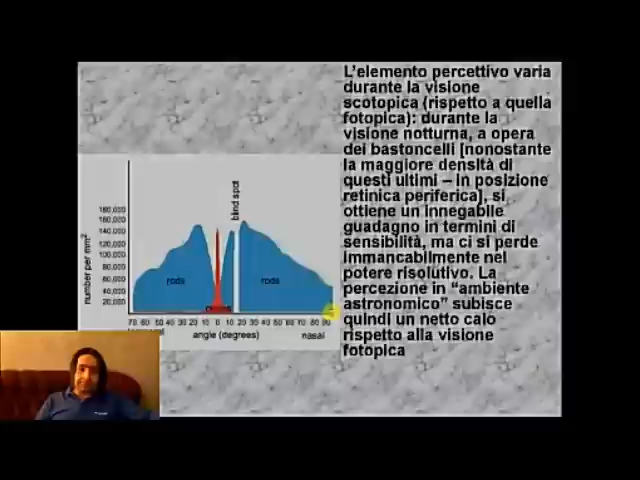 L'elemento percettivo varia
durante la visione
scotopica (rispetto a quella
fotopica): durante la
visione notturna, a opera
dei bastoncelli [nonostante
la maggiore densità di
questi ultimi – in posizione
retinica periferica], si
ottiene un innegabile
guadagno in termini di
sensibilità, ma ci si perde
immancabilmente nel
potere risolutivo. La
percezione in "ambiente
astronomico" subisce
quindi un netto calo
rispetto alla visione
fotopica
number per mm²
180,000
160,000
140,000
120,000
100,000
80,000
60,000
40,000
20,000
blind spot
rods
rods
70 60 50 40 30 20 10 0 10 20 30 40 50 60 70 80 90
angle (degrees)
nasal